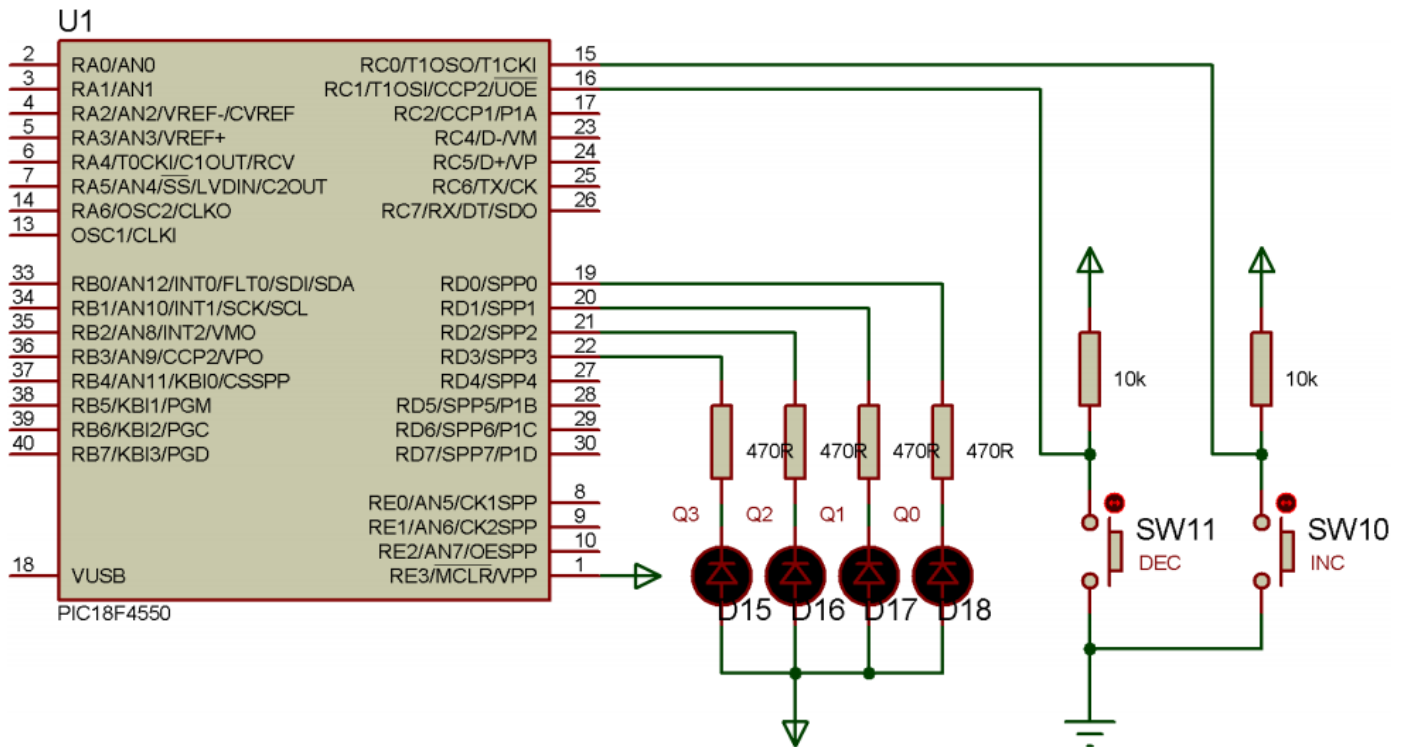 U1
2 RA0/AN0
3 RA1/AN1
4 RA2/AN2/VREF-/CVREF
5 RA3/AN3/VREF+
6 RA4/T0CKI/C1OUT/RCV
7 RA5/AN4/SS/LVDIN/C2OUT
14 RA6/OSC2/CLKO
13 OSC1/CLKI
33 RB0/AN12/INT0/FLT0/SDI/SDA
34 RB1/AN10/INT1/SCK/SCL
35 RB2/AN8/INT2/VMO
36 RB3/AN9/CCP2/VPO
37 RB4/AN11/KBI0/CSSPP
38 RB5/KBI1/PGM
39 RB6/KBI2/PGC
40 RB7/KBI3/PGD
18 VUSB
RC0/T1OSO/T1CKI 15
RC1/T1OSI/CCP2/UOE 16
RC2/CCP1/P1A 17
RC4/D-/VM 23
RC5/D+/VP 24
RC6/TX/CK 25
RC7/RX/DT/SDO 26
RD0/SPP0 19
RD1/SPP1 20
RD2/SPP2 21
RD3/SPP3 22
RD4/SPP4 27
RD5/SPP5/P1B 28
RD6/SPP6/P1C 29
RD7/SPP7/P1D 30
RE0/AN5/CK1SPP 8
RE1/AN6/CK2SPP 9
RE2/AN7/OESPP 10
RE3/MCLR/VPP 1
PIC18F4550
470R 470R 470R 470R
Q3 Q2 Q1 Q0
D15 D16 D17 D18
10k 10k
SW11 SW10
DEC INC